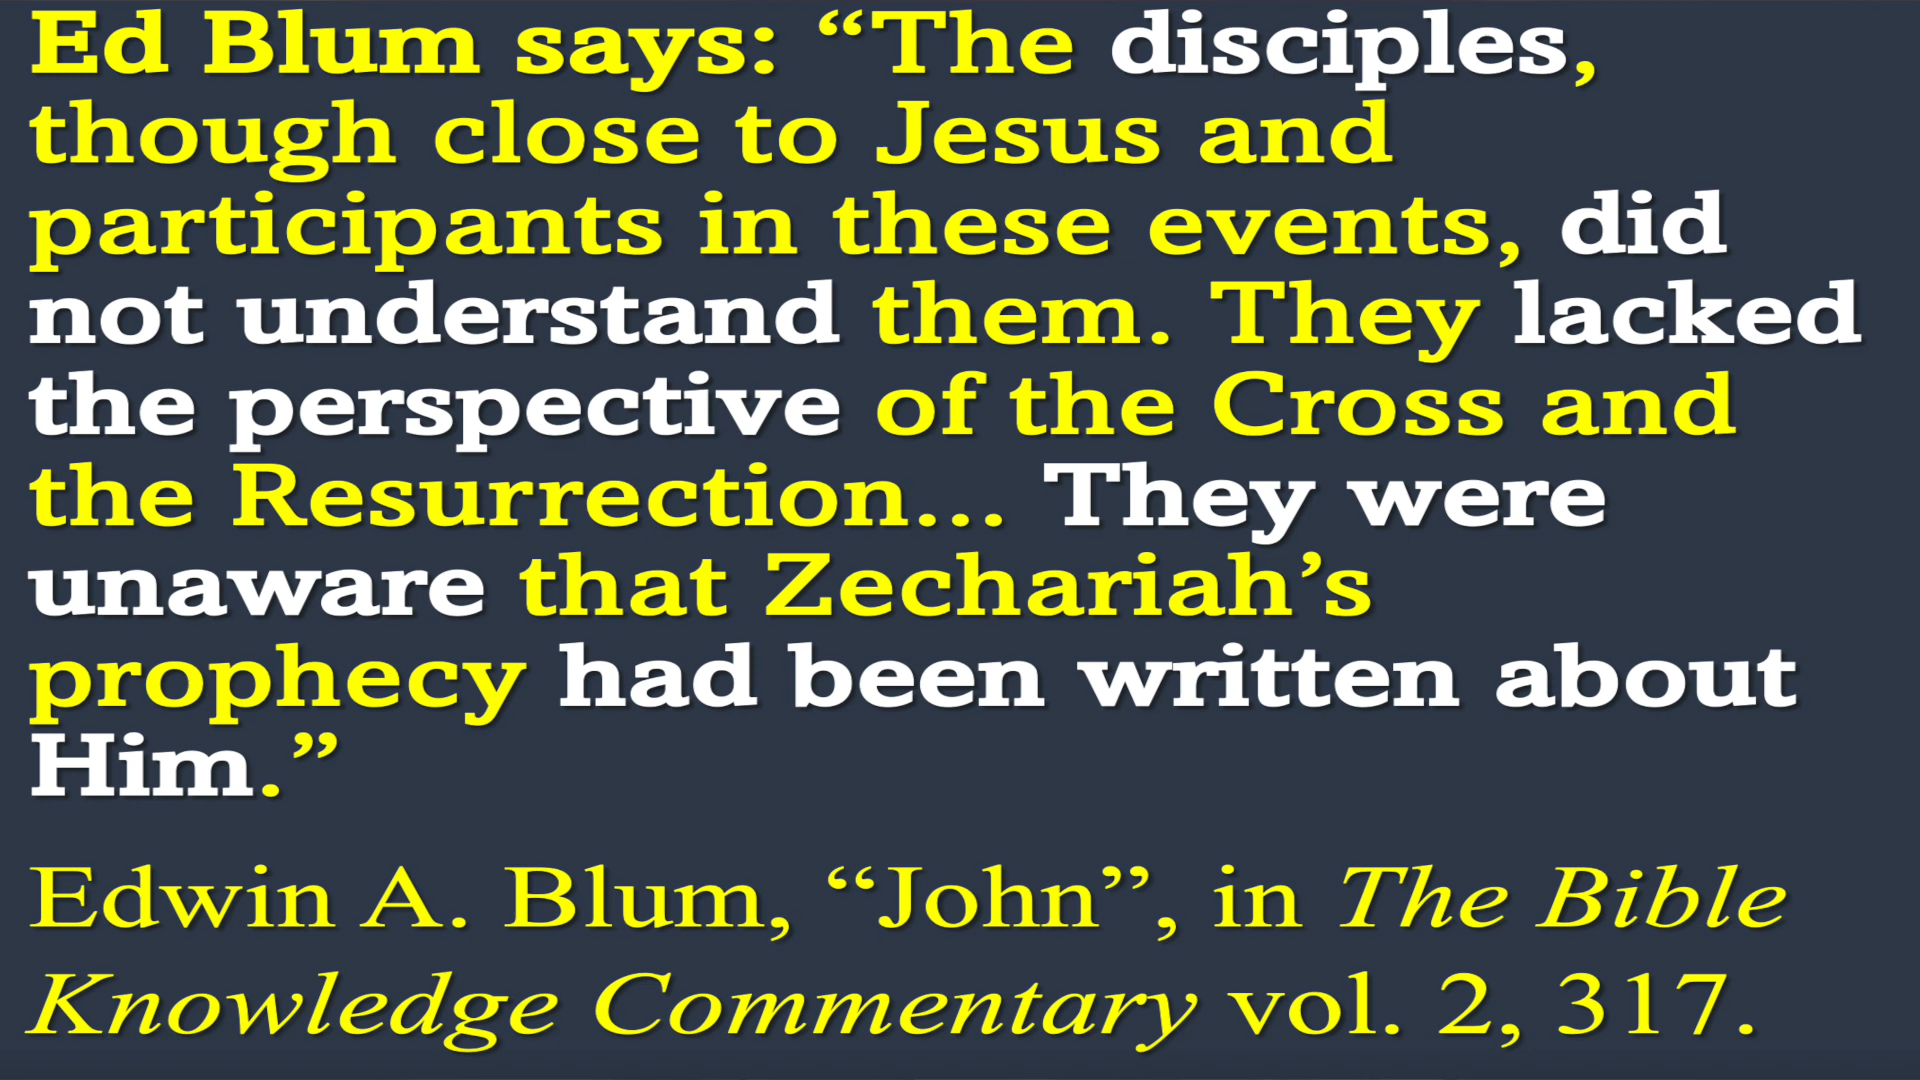 Ed Blum says: “The disciples,
though close to Jesus and
participants in these events, did
not understand them. They lacked
the perspective of the Cross and
the Resurrection... They were
unaware that Zechariah’s
prophecy had been written about
Him.”
Edwin A. Blum, “John”, in The Bible
Knowledge Commentary vol. 2, 317.